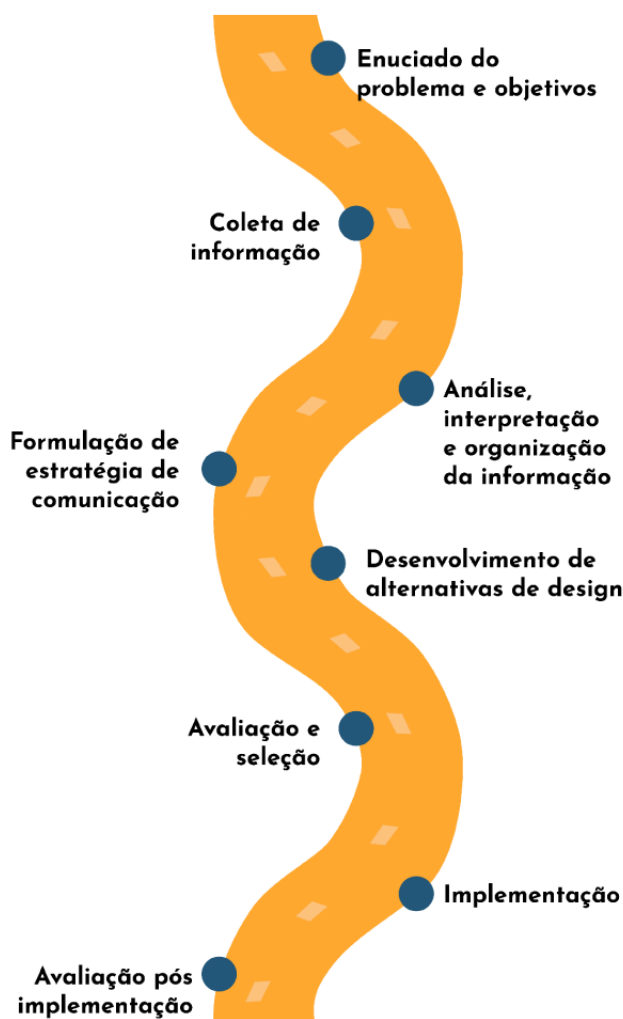 Enuciado do
problema e objetivos
Coleta de
informação
Análise,
interpretação
e organização
da informação
Formulação de
estratégia de
comunicação
Desenvolvimento de
alternativas de design
Avaliação e
seleção
Implementação
Avaliação pós
implementação